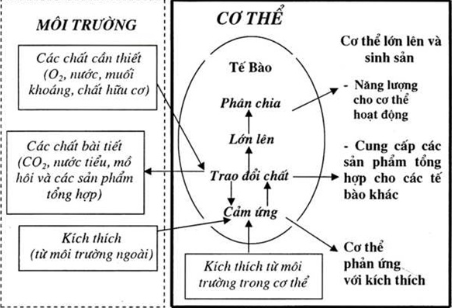 MÔI TRƯỜNG
Các chất cần thiết
(O2, nước, muối
khoáng, chất hữu cơ)
Các chất bài tiết
(CO2, nước tiểu, mồ
hôi và các sản phẩm
tổng hợp)
Kích thích
(từ môi trường ngoài)
CƠ THỂ
Tế Bào
Phân chia
Lớn lên
Trao đổi chất
Cảm ứng
Kích thích từ môi
trường trong cơ thể
Cơ thể lớn lên và
sinh sản
- Năng lượng
cho cơ thể
hoạt động
- Cung cấp các
sản phẩm tổng
hợp cho các tế
bào khác
Cơ thể
phản ứng
với kích thích